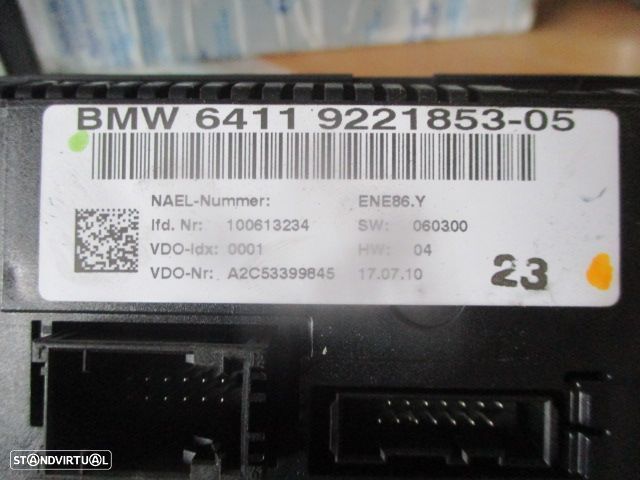 BMW 6411 9221853-05
NAEL-Nummer: ENE86.Y
lfd. Nr: 100613234 SW: 060300
VDO-Idx: 0001 HW: 04
VDO-Nr: A2C53399845 17.07.10
23
STANDVIRTUAL